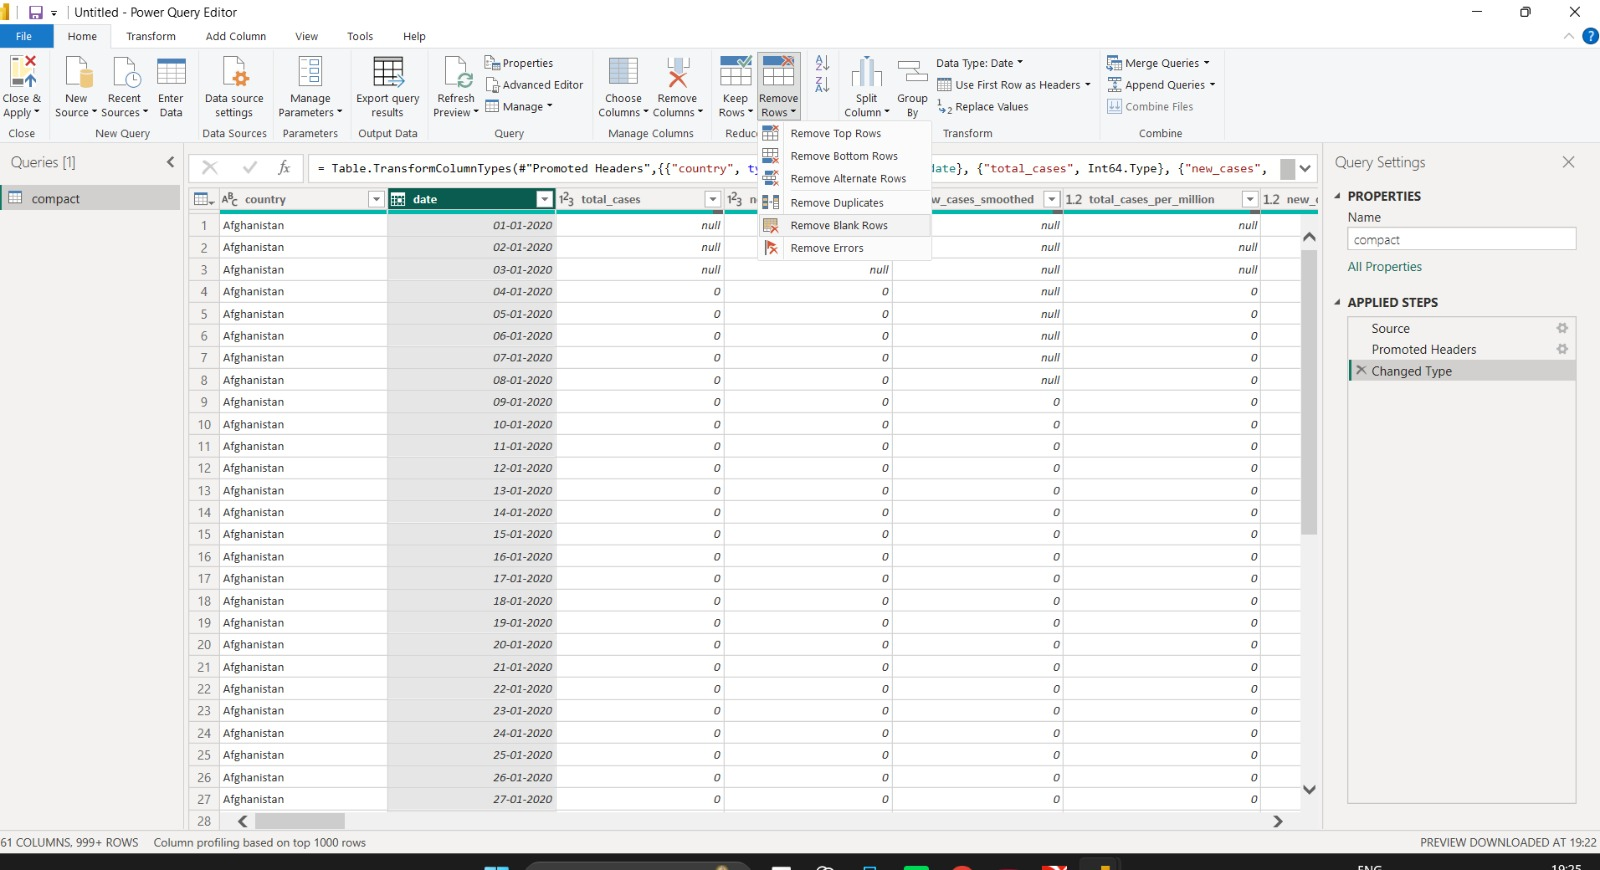 Untitled - Power Query Editor
File Home Transform Add Column View Tools Help
Close & Apply
New Source
Recent Sources
Enter Data
Data source settings
Manage Parameters
Export query results
Refresh Preview
Properties
Advanced Editor
Manage
Choose Columns
Remove Columns
Keep Rows
Remove Rows
Split Column
Group By
Data Type: Date
Use First Row as Headers
Replace Values
Merge Queries
Append Queries
Combine Files
Close New Query Data Sources Parameters Output Data Query Manage Columns Reduc Transform Combine
Remove Top Rows
Remove Bottom Rows
Remove Alternate Rows
Remove Duplicates
Remove Blank Rows
Remove Errors
Queries [1]
compact
fx = Table.TransformColumnTypes(#"Promoted Headers",{{"country", ty ate}, {"total_cases", Int64.Type}, {"new_cases",
country date total_cases w_cases_smoothed 1.2 total_cases_per_million 1.2 new_c
1 Afghanistan 01-01-2020 null null null
2 Afghanistan 02-01-2020 null null null
3 Afghanistan 03-01-2020 null null null null
4 Afghanistan 04-01-2020 0 0 null 0
5 Afghanistan 05-01-2020 0 0 null 0
6 Afghanistan 06-01-2020 0 0 null 0
7 Afghanistan 07-01-2020 0 0 null 0
8 Afghanistan 08-01-2020 0 0 null 0
9 Afghanistan 09-01-2020 0 0 0 0
10 Afghanistan 10-01-2020 0 0 0 0
11 Afghanistan 11-01-2020 0 0 0 0
12 Afghanistan 12-01-2020 0 0 0 0
13 Afghanistan 13-01-2020 0 0 0 0
14 Afghanistan 14-01-2020 0 0 0 0
15 Afghanistan 15-01-2020 0 0 0 0
16 Afghanistan 16-01-2020 0 0 0 0
17 Afghanistan 17-01-2020 0 0 0 0
18 Afghanistan 18-01-2020 0 0 0 0
19 Afghanistan 19-01-2020 0 0 0 0
20 Afghanistan 20-01-2020 0 0 0 0
21 Afghanistan 21-01-2020 0 0 0 0
22 Afghanistan 22-01-2020 0 0 0 0
23 Afghanistan 23-01-2020 0 0 0 0
24 Afghanistan 24-01-2020 0 0 0 0
25 Afghanistan 25-01-2020 0 0 0 0
26 Afghanistan 26-01-2020 0 0 0 0
27 Afghanistan 27-01-2020 0 0 0 0
28
Query Settings
PROPERTIES
Name
compact
All Properties
APPLIED STEPS
Source
Promoted Headers
Changed Type
61 COLUMNS, 999+ ROWS Column profiling based on top 1000 rows PREVIEW DOWNLOADED AT 19:22
ENG 19:25